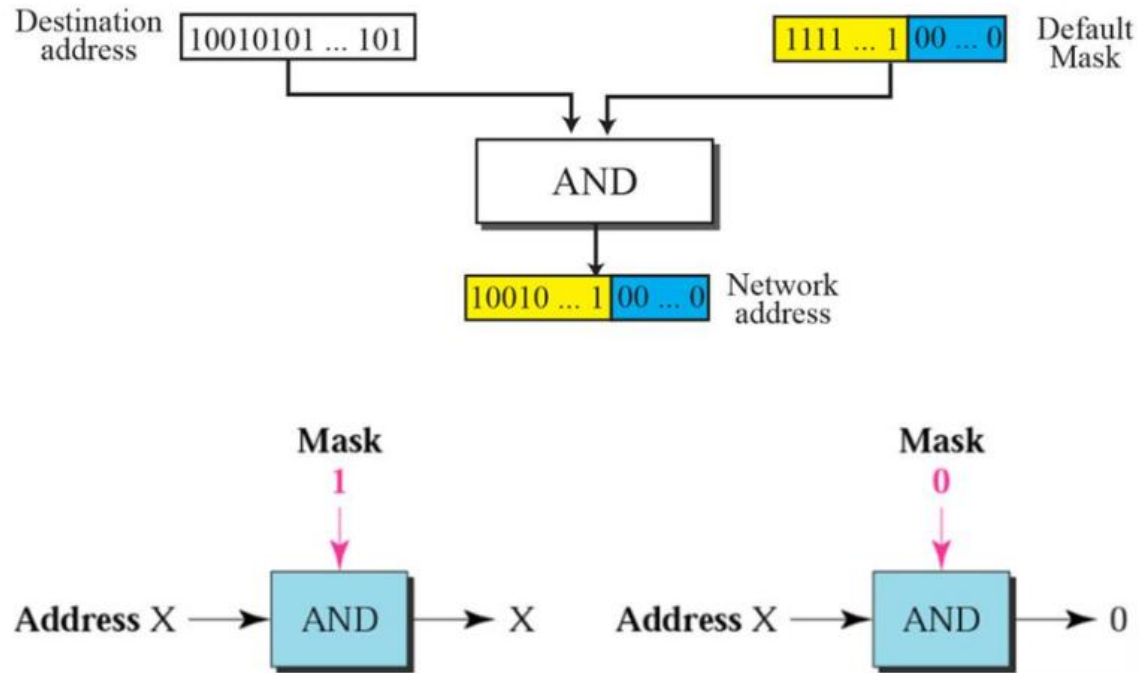 Destination
address
10010101 ... 101
1111 ... 1 00 ... 0
Default
Mask
AND
10010 ... 1 00 ... 0
Network
address
Mask
1
Address X
AND
X
Mask
0
Address X
AND
0